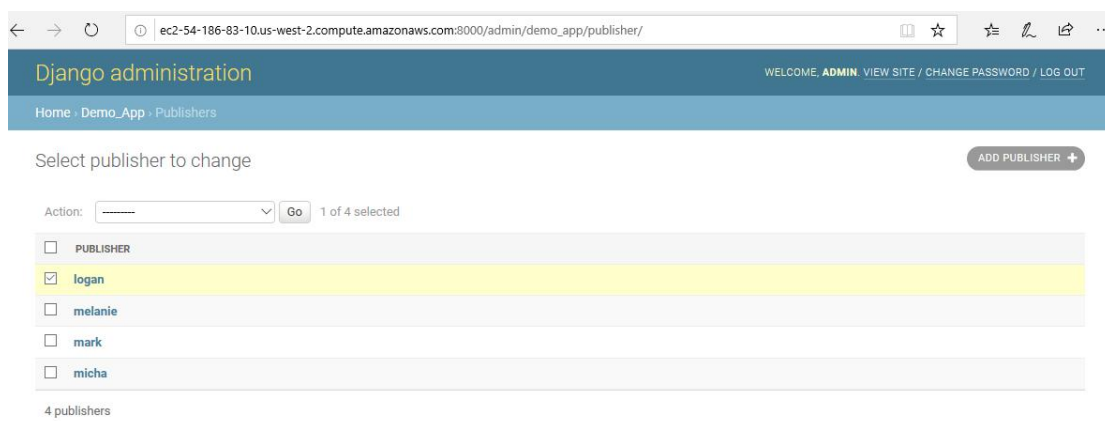 ec2-54-186-83-10.us-west-2.compute.amazonaws.com:8000/admin/demo_app/publisher/
Django administration
WELCOME, ADMIN. VIEW SITE / CHANGE PASSWORD / LOG OUT
Home › Demo_App › Publishers
Select publisher to change
ADD PUBLISHER +
Action: --------- Go 1 of 4 selected
PUBLISHER
logan
melanie
mark
micha
4 publishers